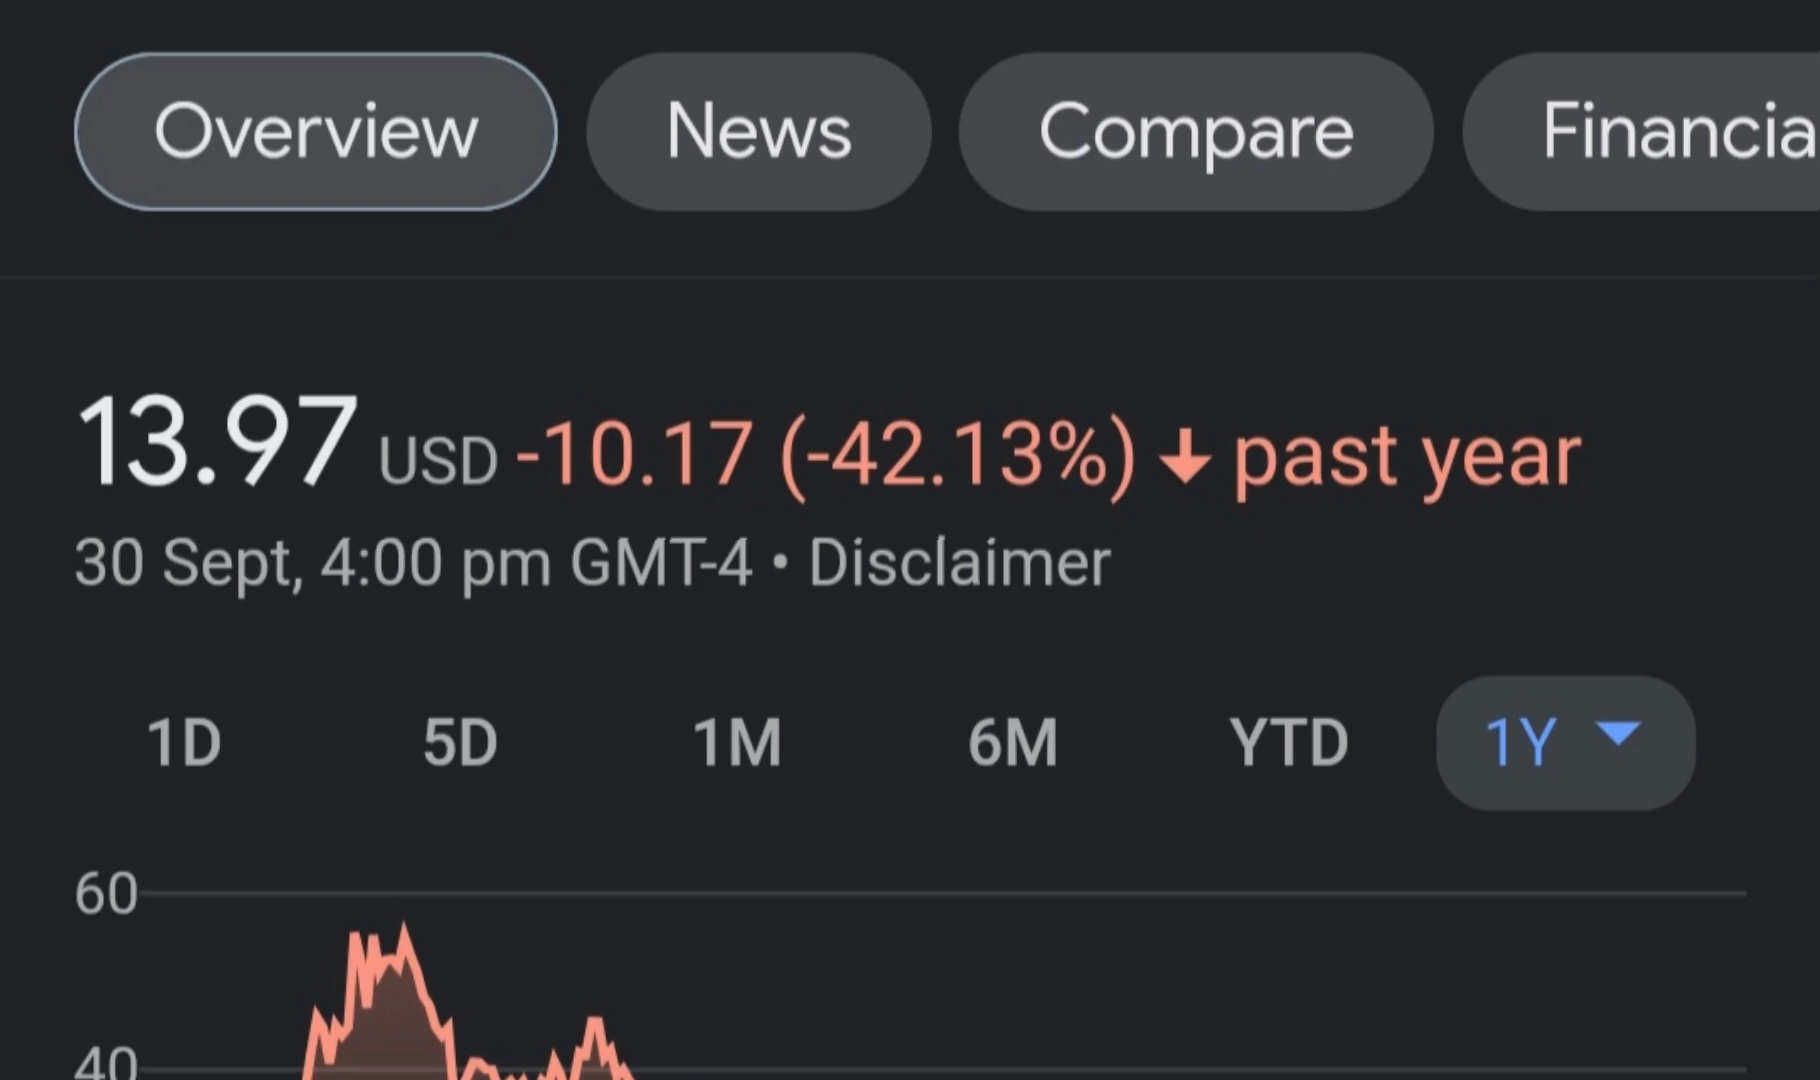 Overview News Compare Financia
13.97 USD -10.17 (-42.13%) ↓ past year
30 Sept, 4:00 pm GMT-4 • Disclaimer
1D 5D 1M 6M YTD 1Y
60
40